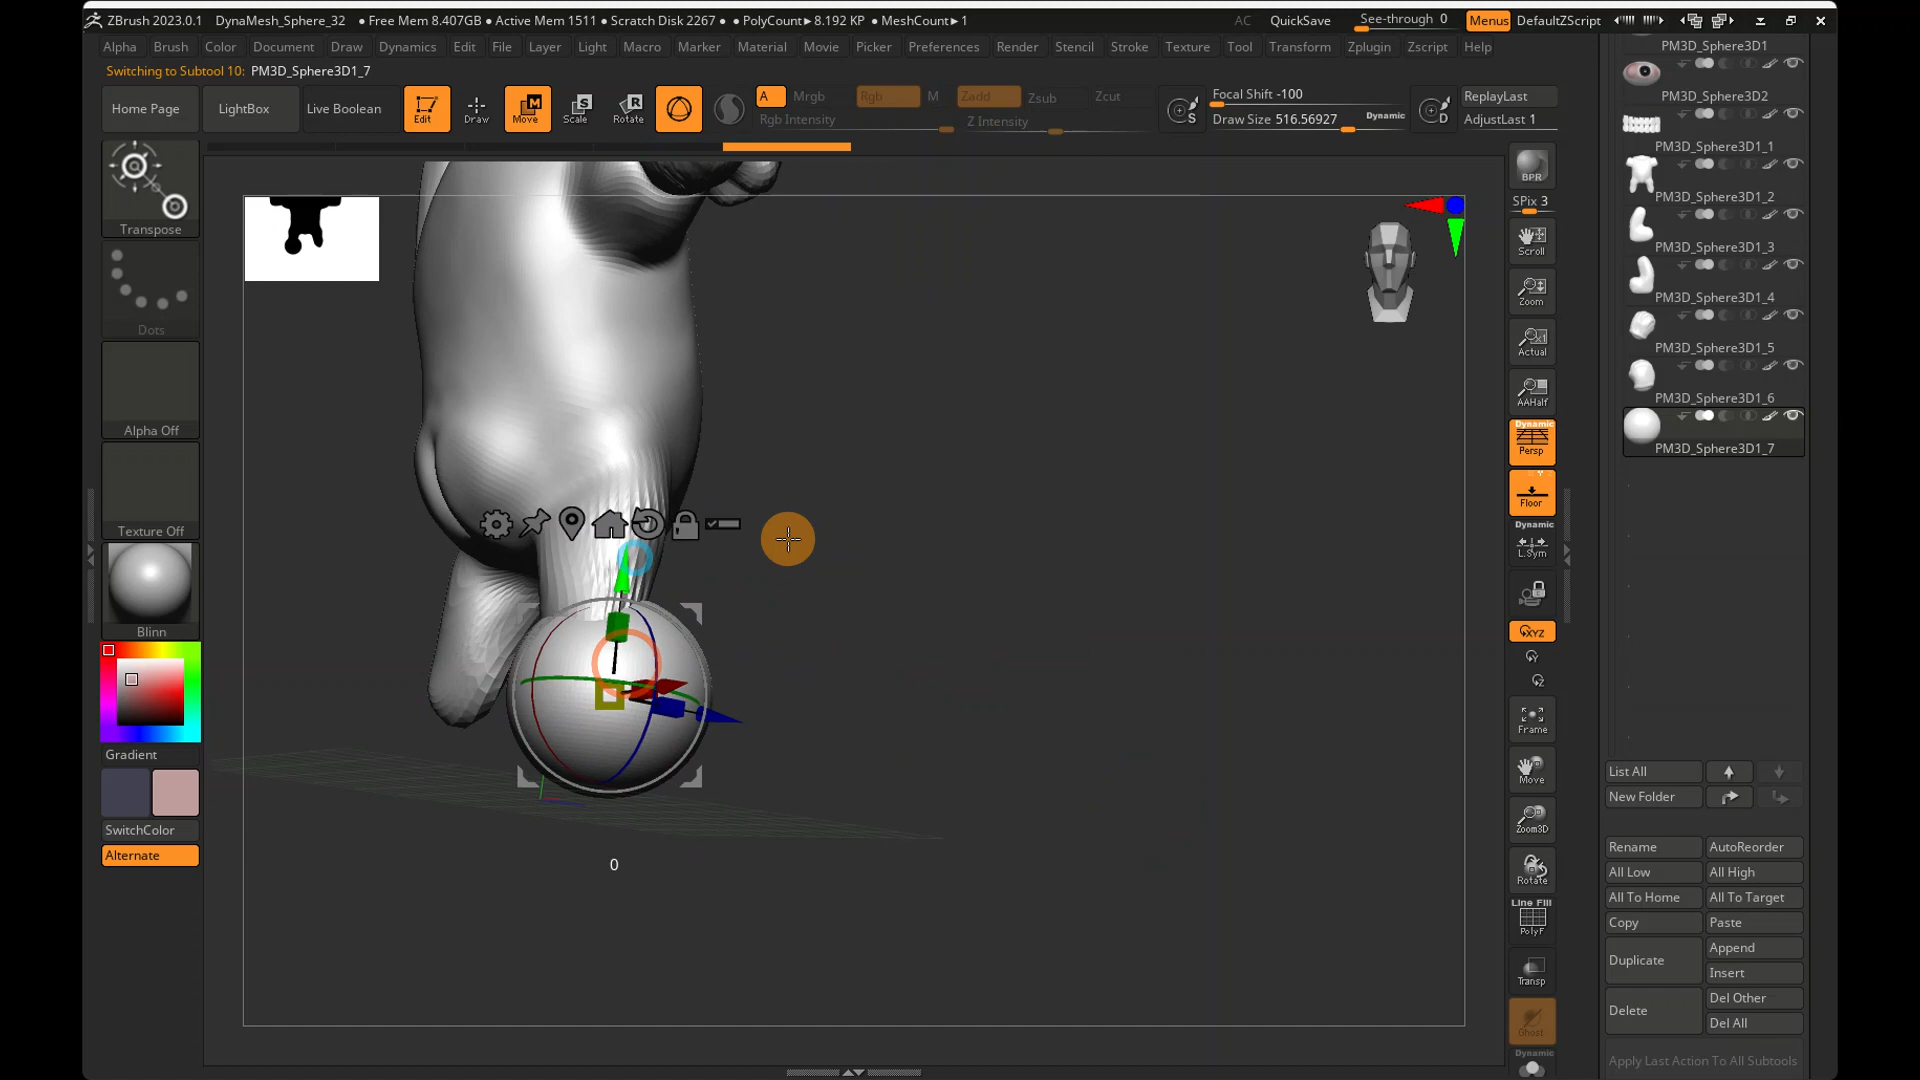 ZBrush 2023.0.1 DynaMesh_Sphere_32 ● Free Mem 8.407GB ● Active Mem 1511 ● Scratch Disk 2267 ● PolyCount► 8.192 KP ● MeshCount► 1 AC QuickSave See-through 0 Menus DefaultZScript
Alpha Brush Color Document Draw Dynamics Edit File Layer Light Macro Marker Material Movie Picker Preferences Render Stencil Stroke Texture Tool Transform Zplugin Zscript Help
Switching to Subtool 10: PM3D_Sphere3D1_7
Home Page LightBox Live Boolean Edit Draw Move Scale Rotate
A Mrgb Rgb M Zadd Zsub Zcut
Rgb Intensity Z Intensity
S Focal Shift -100
Draw Size 516.56927 Dynamic D
ReplayLast
AdjustLast 1
Transpose
Dots
Alpha Off
Texture Off
Blinn
Gradient
SwitchColor
Alternate
0
BPR
SPix 3
Scroll
Zoom
Actual
AAHalf
Dynamic
Persp
Floor
Dynamic
L.Sym
XYZ
Y
Z
Frame
Move
Zoom3D
Rotate
Line Fill
PolyF
Transp
Ghost
Dynamic
PM3D_Sphere3D1
PM3D_Sphere3D2
PM3D_Sphere3D1_1
PM3D_Sphere3D1_2
PM3D_Sphere3D1_3
PM3D_Sphere3D1_4
PM3D_Sphere3D1_5
PM3D_Sphere3D1_6
PM3D_Sphere3D1_7
List All
New Folder
Rename AutoReorder
All Low All High
All To Home All To Target
Copy Paste
Duplicate Append
Insert
Delete Del Other
Del All
Apply Last Action To All Subtools